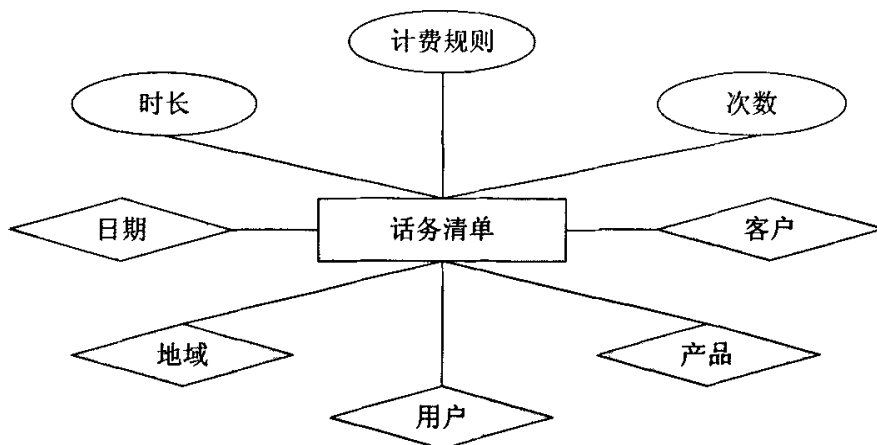 计费规则
时长
次数
日期
话务清单
客户
地域
产品
用户